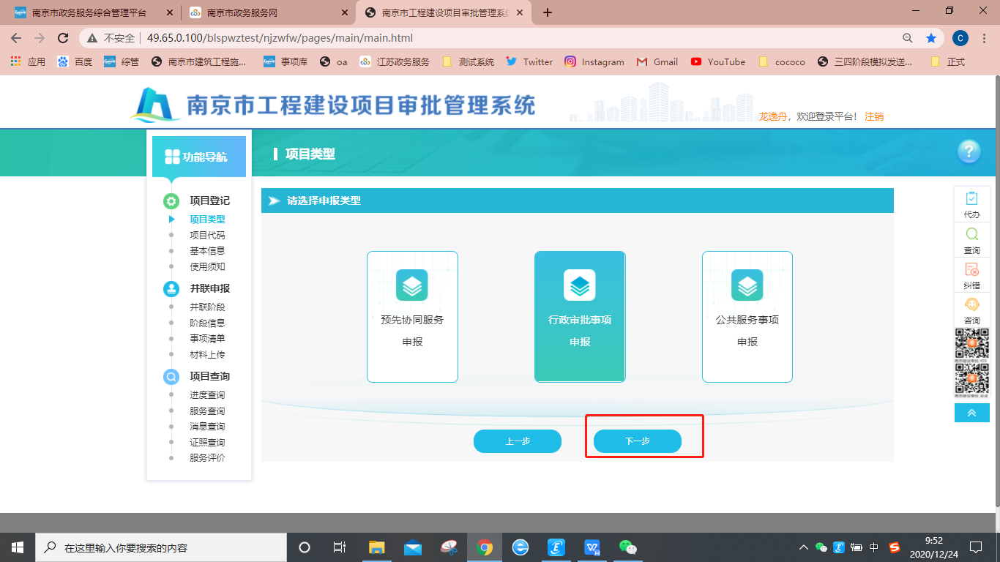 南京市政务服务综合管理平台
南京市政务服务网
南京市工程建设项目审批管理系统
不安全 49.65.0.100/blspwztest/njzwfw/pages/main/main.html
C
应用 百度 综管 南京市建筑工程施... 事项库 oa 江苏政务服务 测试系统 Twitter Instagram Gmail YouTube cococo 三四阶段模拟发送... 正式
南京市工程建设项目审批管理系统
龙逸舟，欢迎登录平台！ 注销
功能导航
项目登记
项目类型
项目代码
基本信息
使用须知
并联申报
并联阶段
阶段信息
事项清单
材料上传
项目查询
进度查询
服务查询
消息查询
证照查询
服务评价
项目类型
?
请选择申报类型
预先协同服务
申报
行政审批事项
申报
公共服务事项
申报
上一步
下一步
代办
查询
纠错
咨询
在这里输入你要搜索的内容
中
9:52
2020/12/24